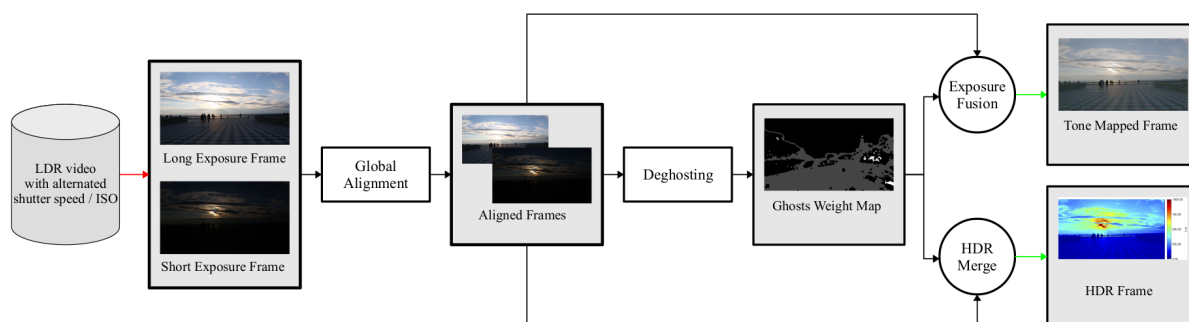 LDR video
with alternated
shutter speed / ISO
Long Exposure Frame
Short Exposure Frame
Global
Alignment
Aligned Frames
Deghosting
Ghosts Weight Map
Exposure
Fusion
Tone Mapped Frame
HDR
Merge
HDR Frame